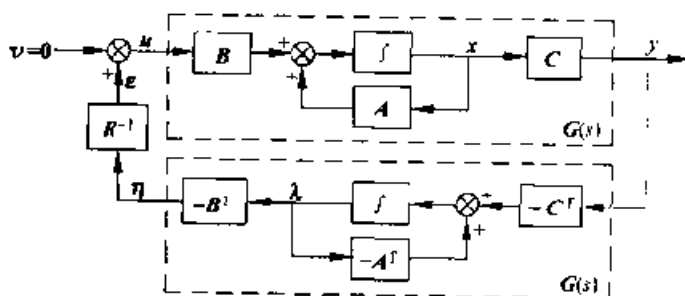 v=0
u
B
+
+
∫
x
C
y
+
ε
A
R⁻¹
G(s)
η
-Bᵀ
λ
∫
+
-Cᵀ
+
-Aᵀ
G(s)